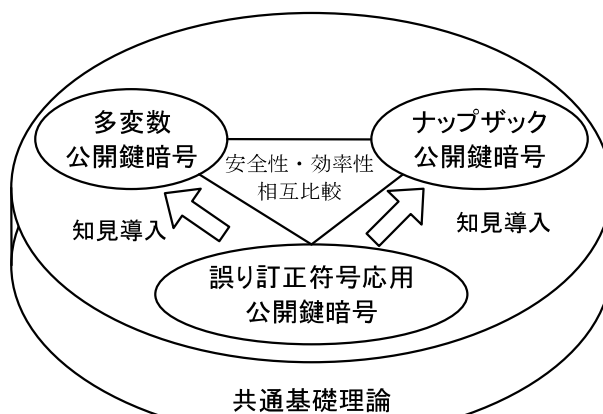 多変数
公開鍵暗号
ナップザック
公開鍵暗号
安全性・効率性
相互比較
知見導入
知見導入
誤り訂正符号応用
公開鍵暗号
共通基礎理論